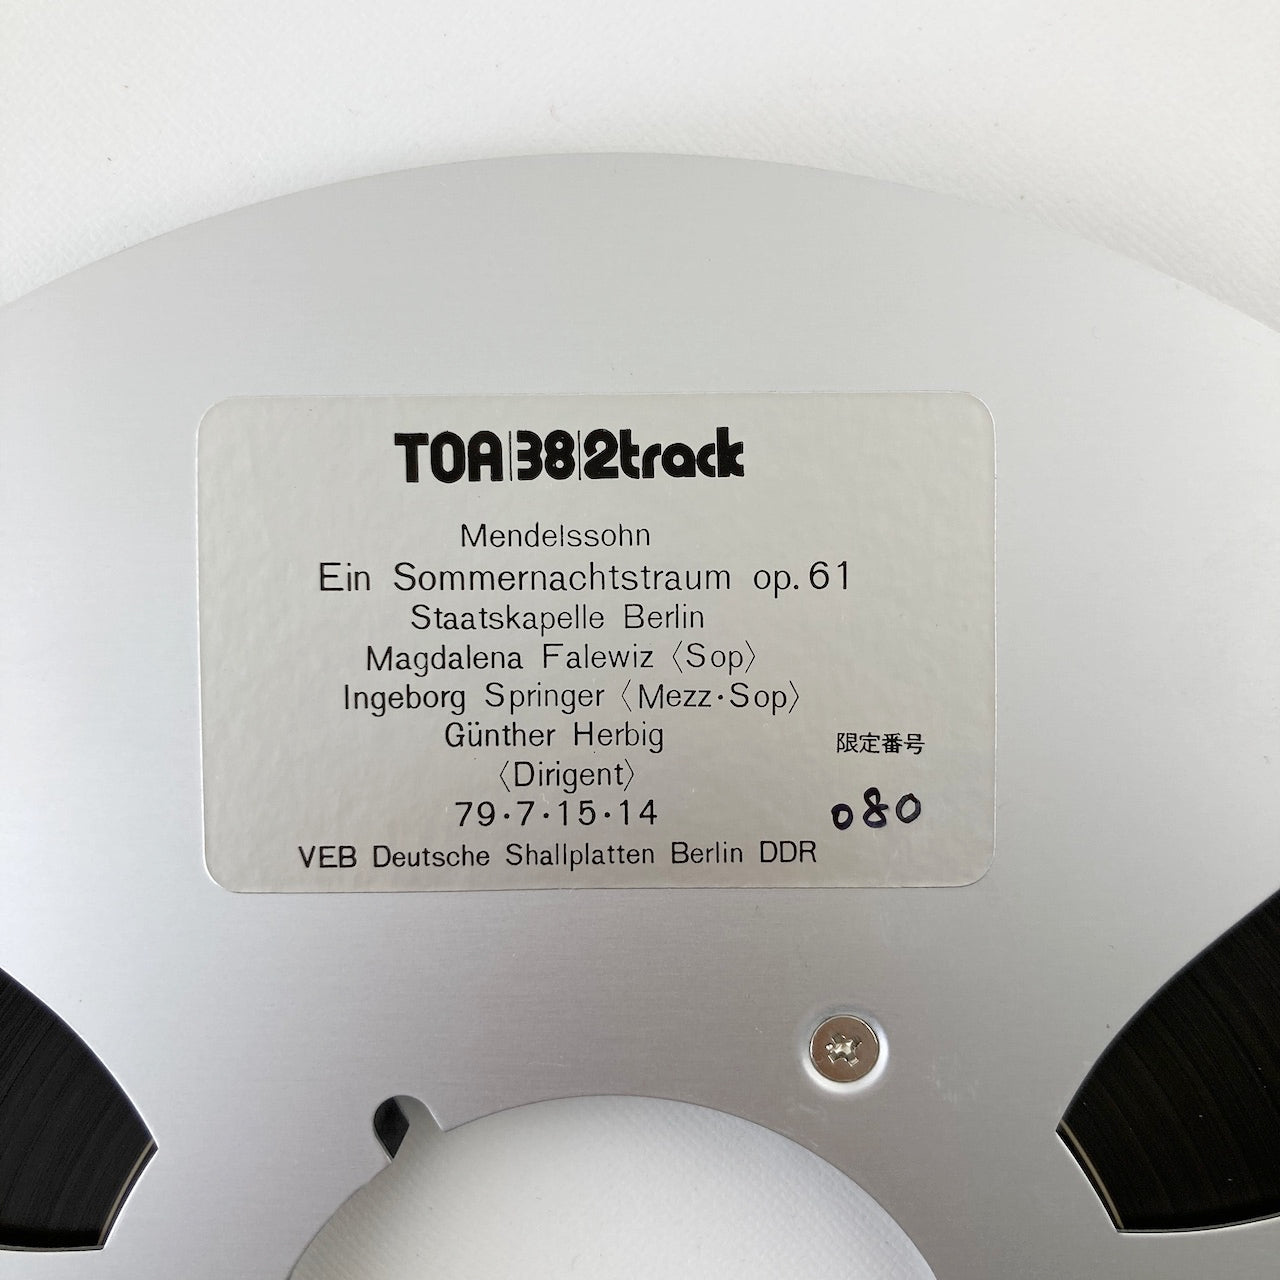 TOA|38|2track
Mendelssohn
Ein Sommernachtstraum op. 61
Staatskapelle Berlin
Magdalena Falewiz〈Sop〉
Ingeborg Springer〈Mezz·Sop〉
Günther Herbig
〈Dirigent〉
限定番号
79·7·15·14
080
VEB Deutsche Shallplatten Berlin DDR